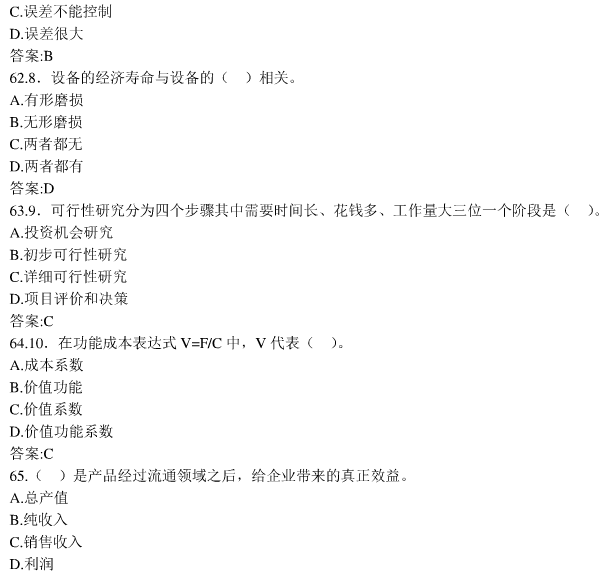 C.误差不能控制
D.误差很大
答案:B
62.8．设备的经济寿命与设备的（ ）相关。
A.有形磨损
B.无形磨损
C.两者都无
D.两者都有
答案:D
63.9．可行性研究分为四个步骤其中需要时间长、花钱多、工作量大三位一个阶段是（ ）。
A.投资机会研究
B.初步可行性研究
C.详细可行性研究
D.项目评价和决策
答案:C
64.10．在功能成本表达式 V=F/C 中，V 代表（ ）。
A.成本系数
B.价值功能
C.价值系数
D.价值功能系数
答案:C
65.（ ）是产品经过流通领域之后，给企业带来的真正效益。
A.总产值
B.纯收入
C.销售收入
D.利润